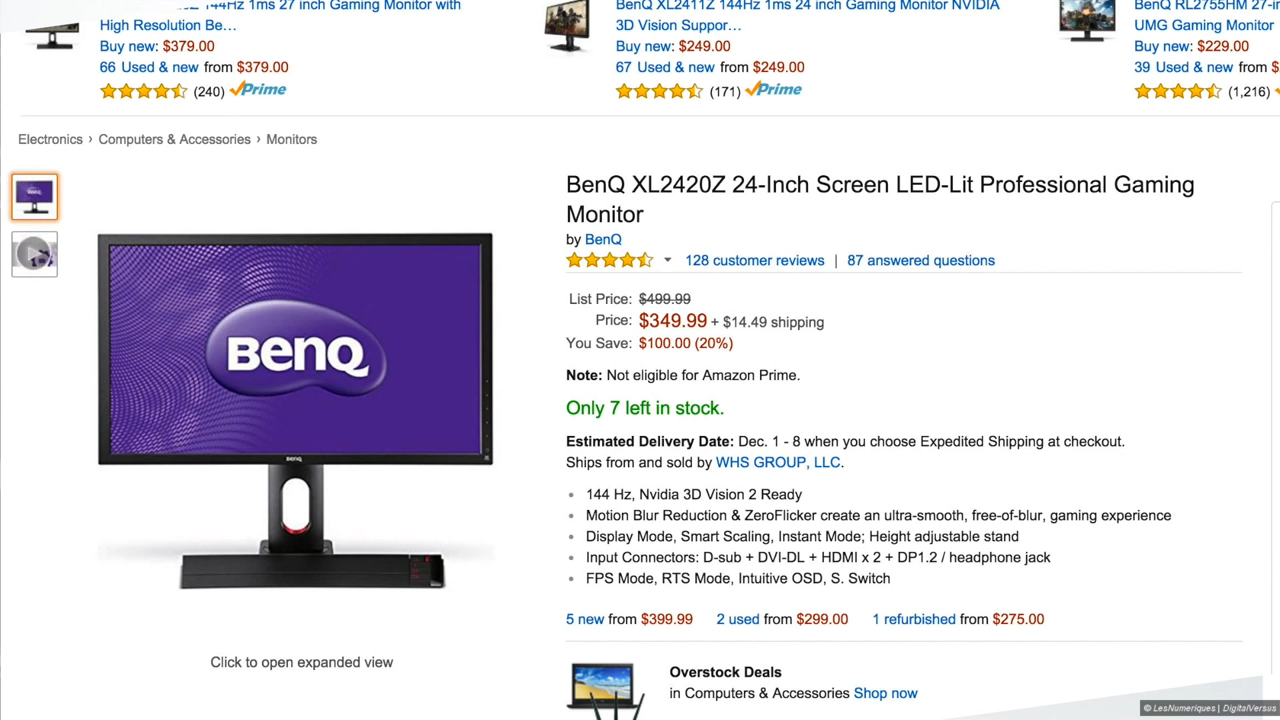 144Hz 1ms 27 inch Gaming Monitor with
High Resolution Be…
Buy new: $379.00
66 Used & new from $379.00
(240) Prime
BenQ XL2411Z 144Hz 1ms 24 inch Gaming Monitor NVIDIA
3D Vision Suppor…
Buy new: $249.00
67 Used & new from $249.00
(171) Prime
BenQ RL2755HM 27-in
UMG Gaming Monitor
Buy new: $229.00
39 Used & new from $
(1,216)
Electronics › Computers & Accessories › Monitors
BenQ XL2420Z 24-Inch Screen LED-Lit Professional Gaming
Monitor
by BenQ
128 customer reviews | 87 answered questions
List Price: $499.99
Price: $349.99 + $14.49 shipping
You Save: $100.00 (20%)
Note: Not eligible for Amazon Prime.
Only 7 left in stock.
Estimated Delivery Date: Dec. 1 - 8 when you choose Expedited Shipping at checkout.
Ships from and sold by WHS GROUP, LLC.
• 144 Hz, Nvidia 3D Vision 2 Ready
• Motion Blur Reduction & ZeroFlicker create an ultra-smooth, free-of-blur, gaming experience
• Display Mode, Smart Scaling, Instant Mode; Height adjustable stand
• Input Connectors: D-sub + DVI-DL + HDMI x 2 + DP1.2 / headphone jack
• FPS Mode, RTS Mode, Intuitive OSD, S. Switch
5 new from $399.99 2 used from $299.00 1 refurbished from $275.00
BenQ
BenQ
Click to open expanded view
Overstock Deals
in Computers & Accessories Shop now
© LesNumeriques | DigitalVersus